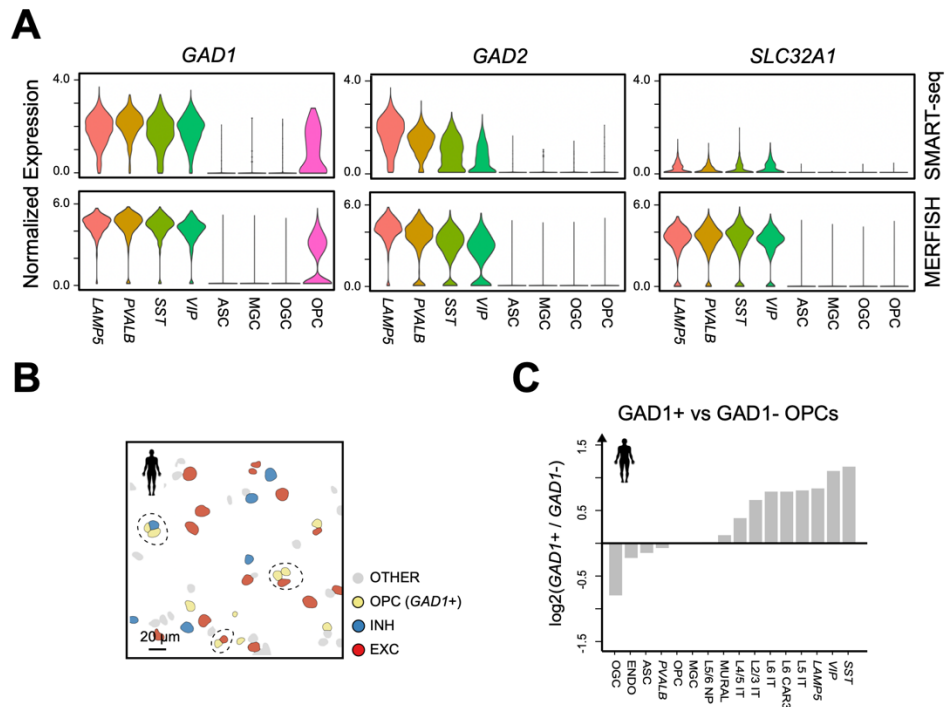 A
GAD1 GAD2 SLC32A1
Normalized Expression
4.0 4.0 4.0
0.0 0.0 0.0
SMART-seq
6.0 6.0 6.0
0.0 0.0 0.0
MERFISH
LAMP5 PVALB SST VIP ASC MGC OGC OPC LAMP5 PVALB SST VIP ASC MGC OGC OPC LAMP5 PVALB SST VIP ASC MGC OGC OPC
B
20 µm
OTHER
OPC (GAD1+)
INH
EXC
C
GAD1+ vs GAD1- OPCs
log2(GAD1+ / GAD1-)
1.5
0.5
-0.5
-1.5
OGC ENDO ASC PVALB OPC MGC L5/6 NP MURAL L4/5 IT L2/3 IT L6 IT L6 CAR3 L5 IT LAMP5 VIP SST